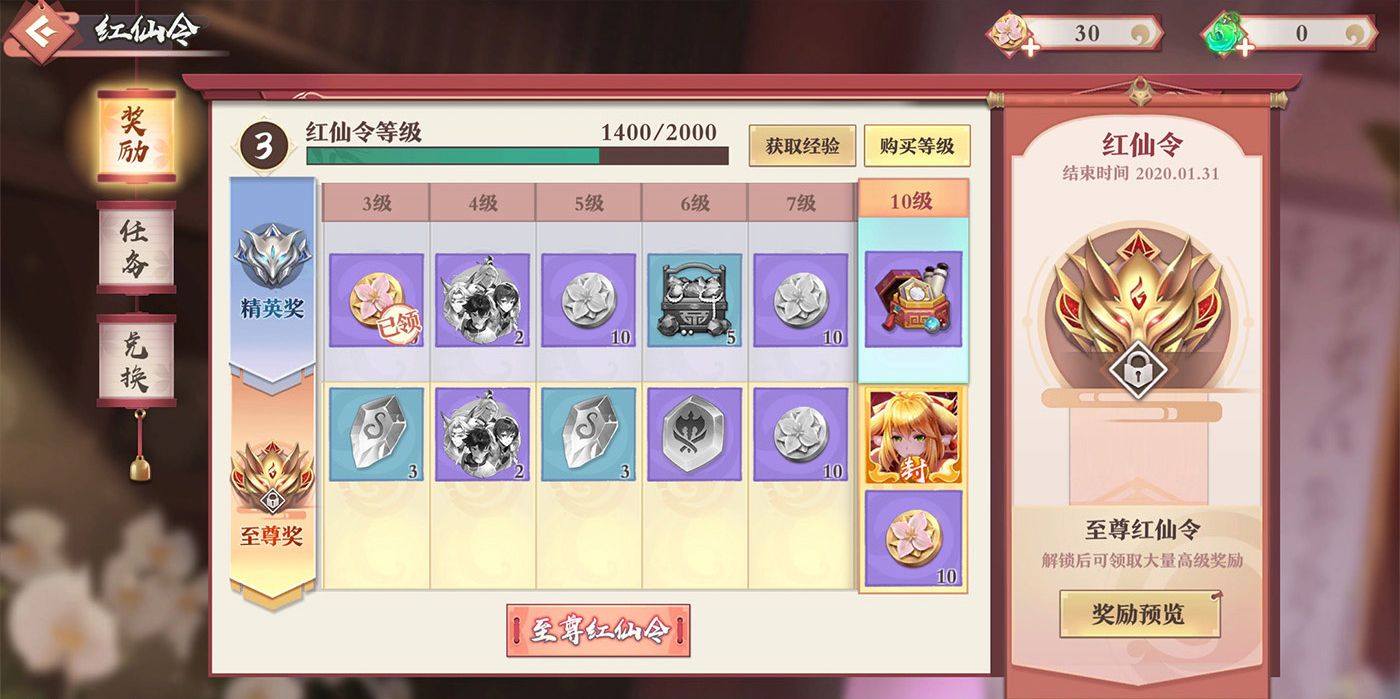 红仙令
30
0
奖励
任务
兑换
3
红仙令等级
1400/2000
获取经验
购买等级
3级
4级
5级
6级
7级
10级
精英奖
已领
2
10
5
10
至尊奖
3
2
3
10
封
10
至尊红仙令
红仙令
结束时间 2020.01.31
至尊红仙令
解锁后可领取大量高级奖励
奖励预览